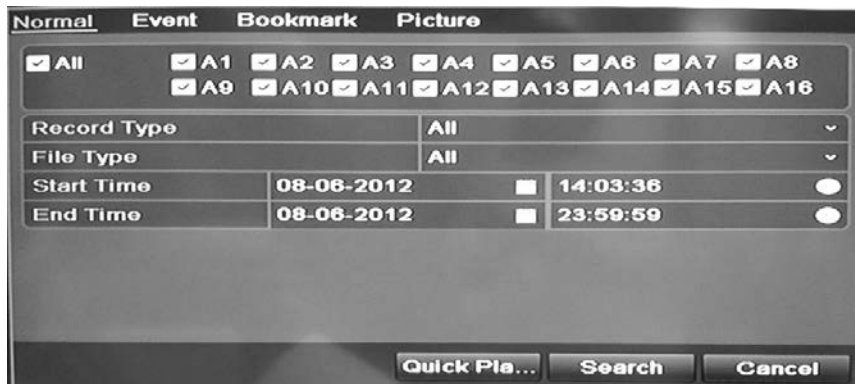 Normal Event Bookmark Picture
All A1 A2 A3 A4 A5 A6 A7 A8
A9 A10 A11 A12 A13 A14 A15 A16
Record Type All
File Type All
Start Time 08-06-2012 14:03:36
End Time 08-06-2012 23:59:59
Quick Pla... Search Cancel